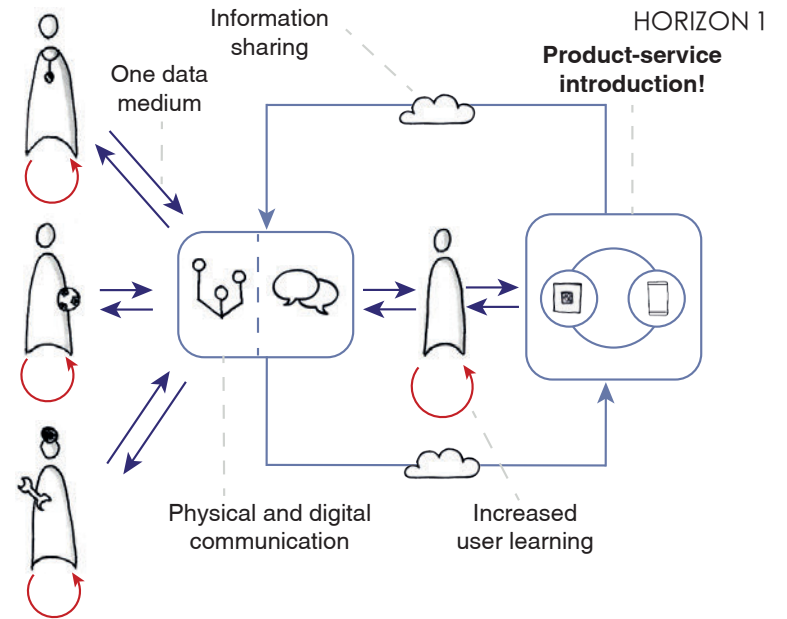 HORIZON 1
Information
sharing
Product-service
introduction!
One data
medium
Physical and digital
communication
Increased
user learning